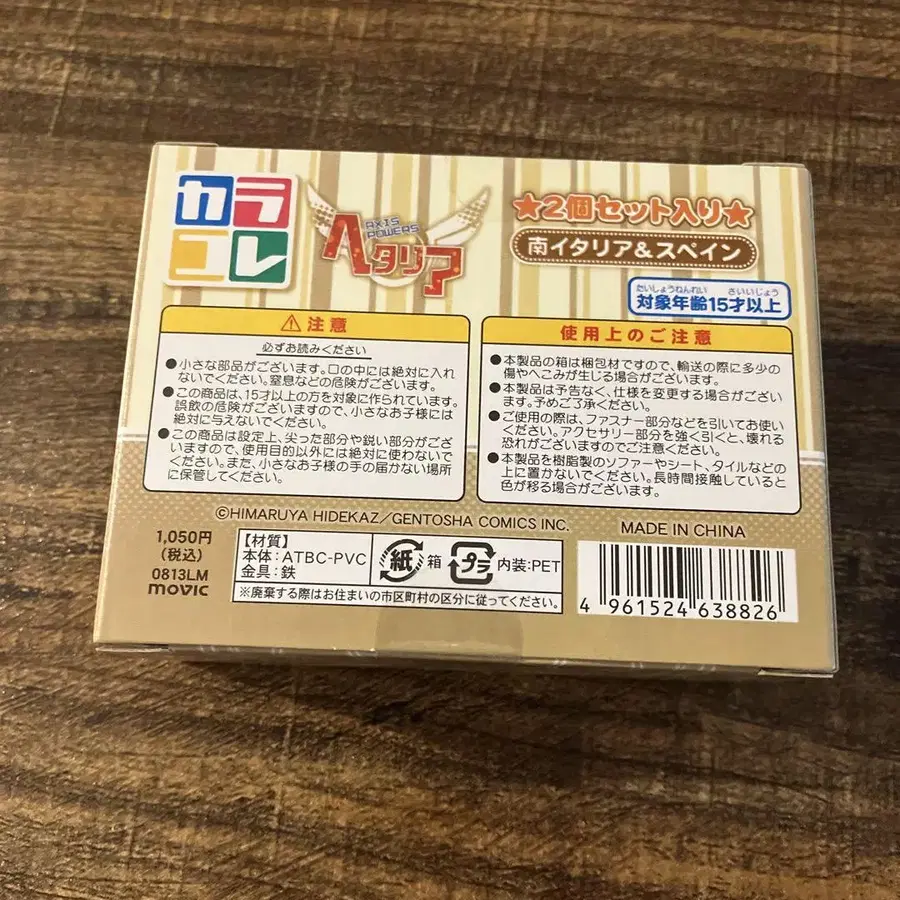 カラ
コレ
AXIS
POWERS
ヘタリア
★2個セット入り★
南イタリア&スペイン
たいしょうねんれい さいいじょう
対象年齢15才以上
⚠注意
必ずお読みください
●小さな部品がございます。口の中には絶対に入れ
ないでください。窒息などの危険がございます。
●この商品は、15才以上の方を対象に作られています。
誤飲の危険がございますので、小さなお子様には
絶対に与えないでください。
●この商品は設定上、尖った部分や鋭い部分がござ
いますので、使用目的以外には絶対に使わないで
ください。また、小さなお子様の手の届かない場所
に保管してください。
使用上のご注意
●本製品の箱は梱包材ですので、輸送の際に多少の
傷やへこみが生じる場合がございます。
●本製品は予告なく、仕様を変更する場合がござい
ます。予めご了承ください。
●ご使用の際は、ファスナー部分などを引いてお使い
ください。アクセサリー部分を強く引くと、壊れる
恐れがございますのでご注意ください。
●本製品を樹脂製のソファーやシート、タイルなどの
上に置かないでください。長時間接触していると
色が移る場合がございます。
©HIMARUYA HIDEKAZ/GENTOSHA COMICS INC.
MADE IN CHINA
1,050円
(税込)
0813LM
movic
【材質】
本体:ATBC-PVC
金具:鉄
紙 箱 プラ 内装:PET
※廃棄する際はお住まいの市区町村の区分に従ってください。
4 961524 638826